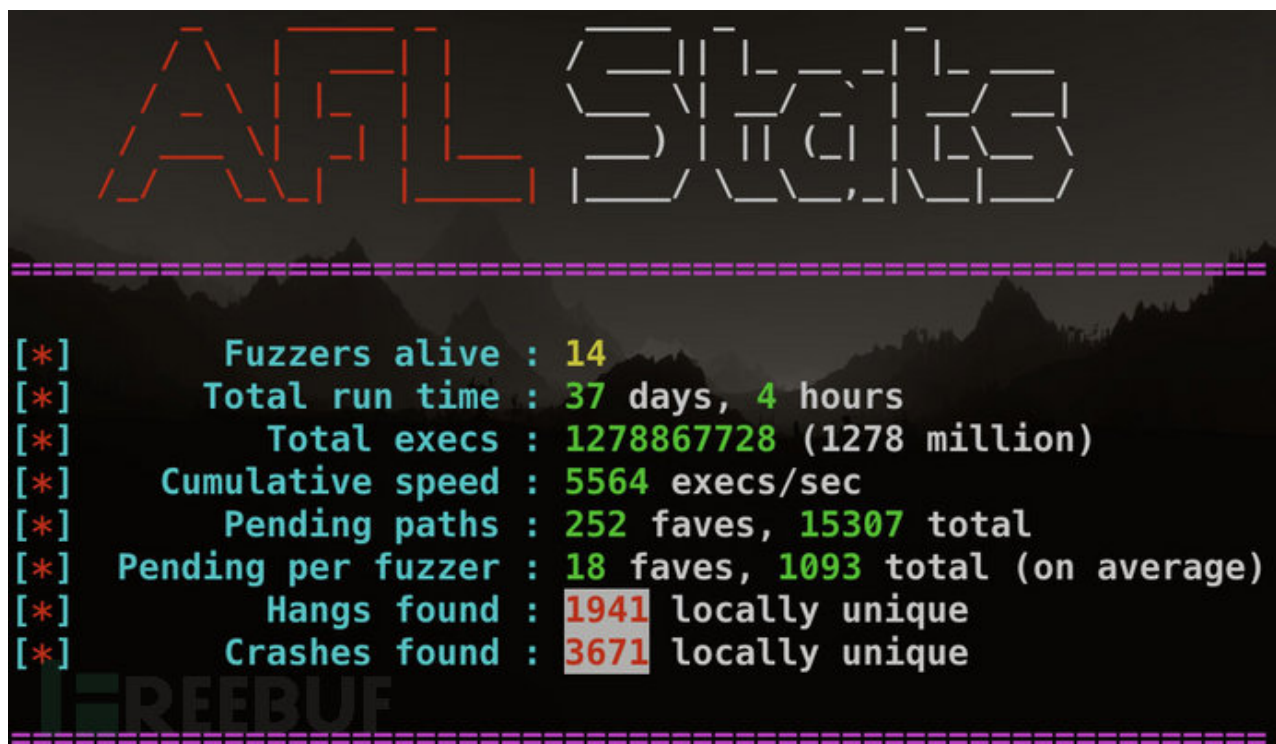 AFL Stats
[*] Fuzzers alive : 14
[*] Total run time : 37 days, 4 hours
[*] Total execs : 1278867728 (1278 million)
[*] Cumulative speed : 5564 execs/sec
[*] Pending paths : 252 faves, 15307 total
[*] Pending per fuzzer : 18 faves, 1093 total (on average)
[*] Hangs found : 1941 locally unique
[*] Crashes found : 3671 locally unique
FREEBUF